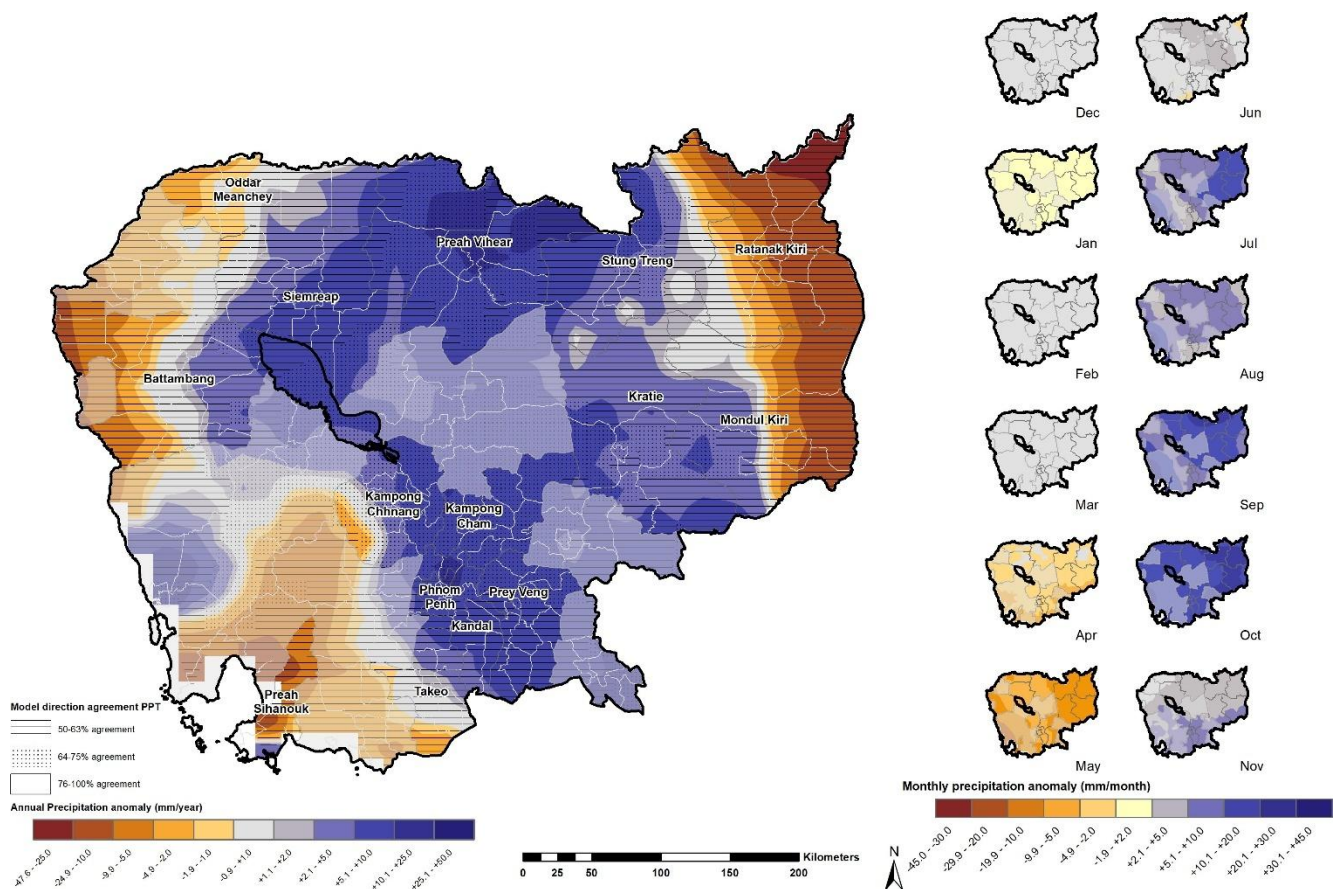 Oddar
Meanchey
Preah Vihear
Stung Treng
Ratanak Kiri
Siemreap
Battambang
Kratie
Mondul Kiri
Kampong
Chhnang
Kampong
Cham
Phnom
Penh
Prey Veng
Kandal
Takeo
Preah
Sihanouk
Model direction agreement PPT
50-63% agreement
64-75% agreement
76-100% agreement
Annual Precipitation anomaly (mm/year)
-47.6 - -25.0
-24.9 - -10.0
-9.9 - -5.0
-4.9 - -2.0
-1.9 - -1.0
-0.9 - +1.0
+1.1 - +2.0
+2.1 - +5.0
+5.1 - +10.0
+10.1 - +25.0
+25.1 - +50.0
Kilometers
0 25 50 100 150 200
N
Dec
Jun
Jan
Jul
Feb
Aug
Mar
Sep
Apr
Oct
May
Nov
Monthly precipitation anomaly (mm/month)
-45.0 - -30.0
-29.9 - -20.0
-19.9 - -10.0
-9.9 - -5.0
-4.9 - -2.0
-1.9 - +2.0
+2.1 - +5.0
+5.1 - +10.0
+10.1 - +20.0
+20.1 - +30.0
+30.1 - +45.0